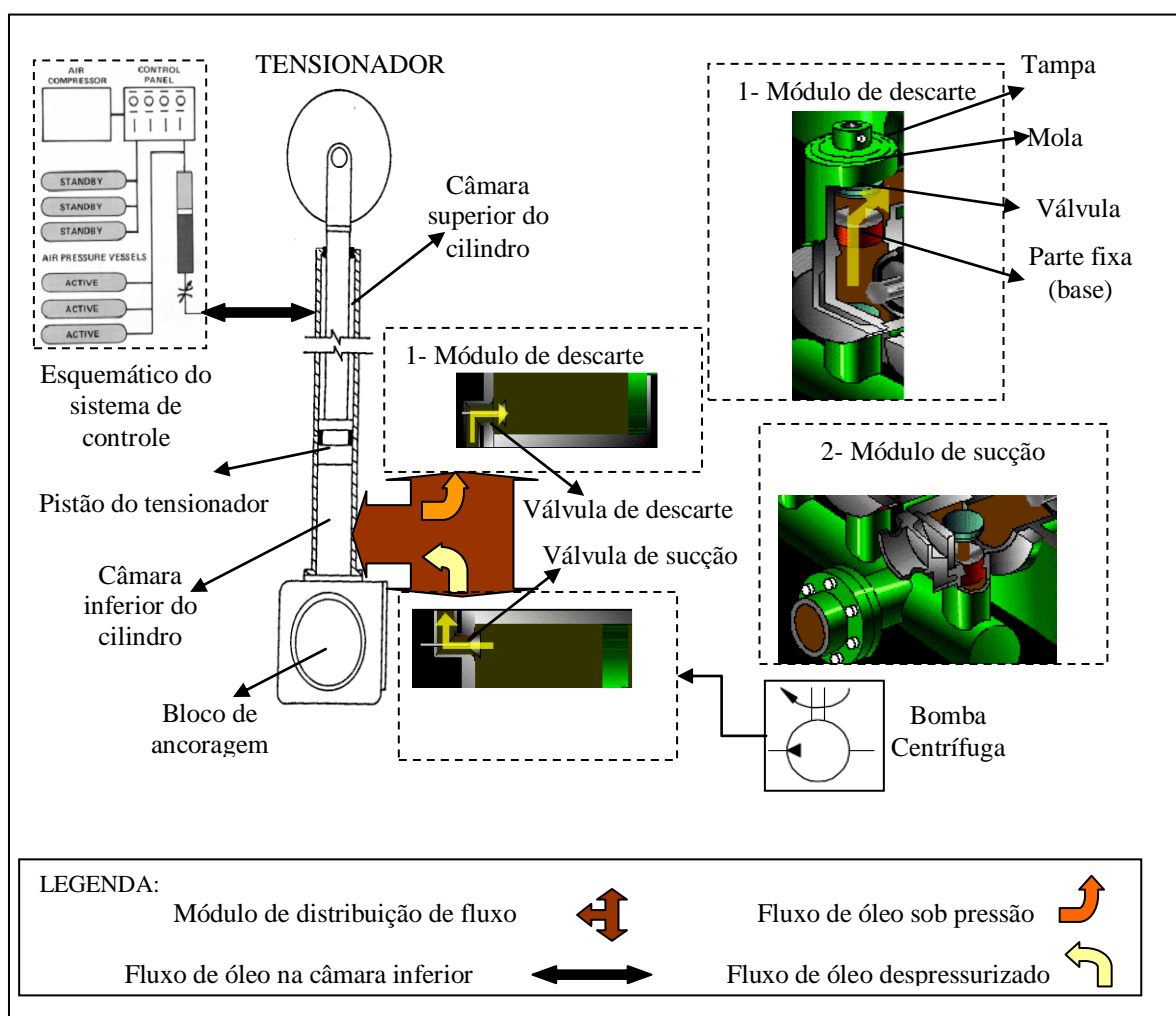 AIR
COMPRESSOR
CONTROL
PANEL
STANDBY
STANDBY
STANDBY
AIR PRESSURE VESSELS
ACTIVE
ACTIVE
ACTIVE
Esquemático do
sistema de
controle
TENSIONADOR
Câmara
superior do
cilindro
1- Módulo de descarte
Tampa
Mola
Válvula
Parte fixa
(base)
1- Módulo de descarte
Válvula de descarte
Pistão do tensionador
2- Módulo de sucção
Válvula de sucção
Câmara
inferior do
cilindro
Bloco de
ancoragem
Bomba
Centrífuga
LEGENDA:
Módulo de distribuição de fluxo
Fluxo de óleo sob pressão
Fluxo de óleo na câmara inferior
Fluxo de óleo despressurizado